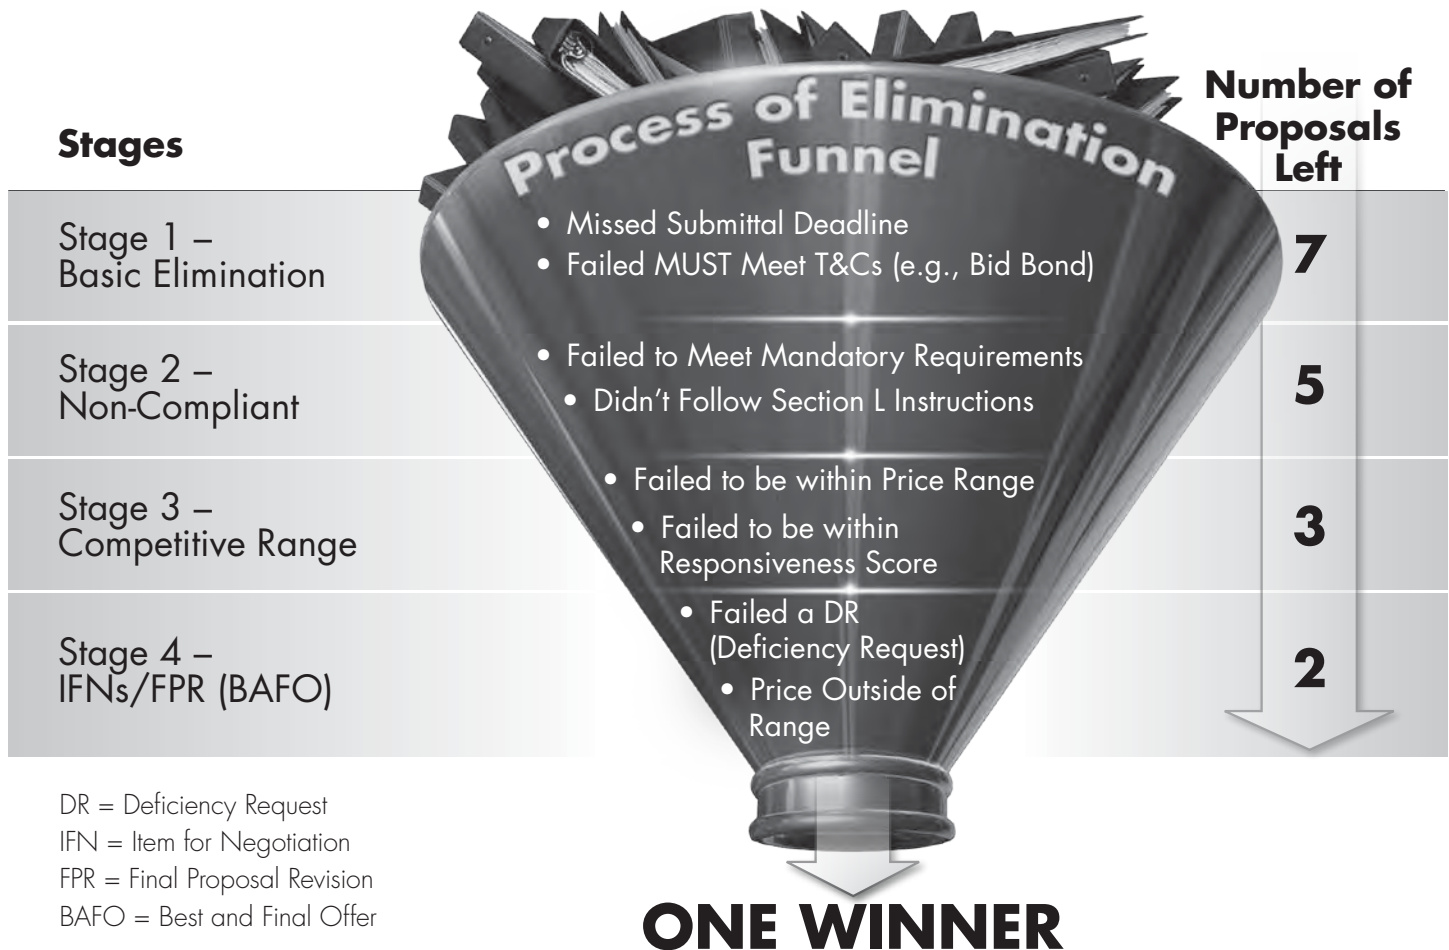 Stages
Process of Elimination
Funnel
Number of
Proposals
Left
Stage 1 –
Basic Elimination
• Missed Submittal Deadline
• Failed MUST Meet T&Cs (e.g., Bid Bond)
7
Stage 2 –
Non-Compliant
• Failed to Meet Mandatory Requirements
• Didn’t Follow Section L Instructions
5
Stage 3 –
Competitive Range
• Failed to be within Price Range
• Failed to be within
Responsiveness Score
3
Stage 4 –
IFNs/FPR (BAFO)
• Failed a DR
(Deficiency Request)
• Price Outside of
Range
2
DR = Deficiency Request
IFN = Item for Negotiation
FPR = Final Proposal Revision
BAFO = Best and Final Offer
ONE WINNER